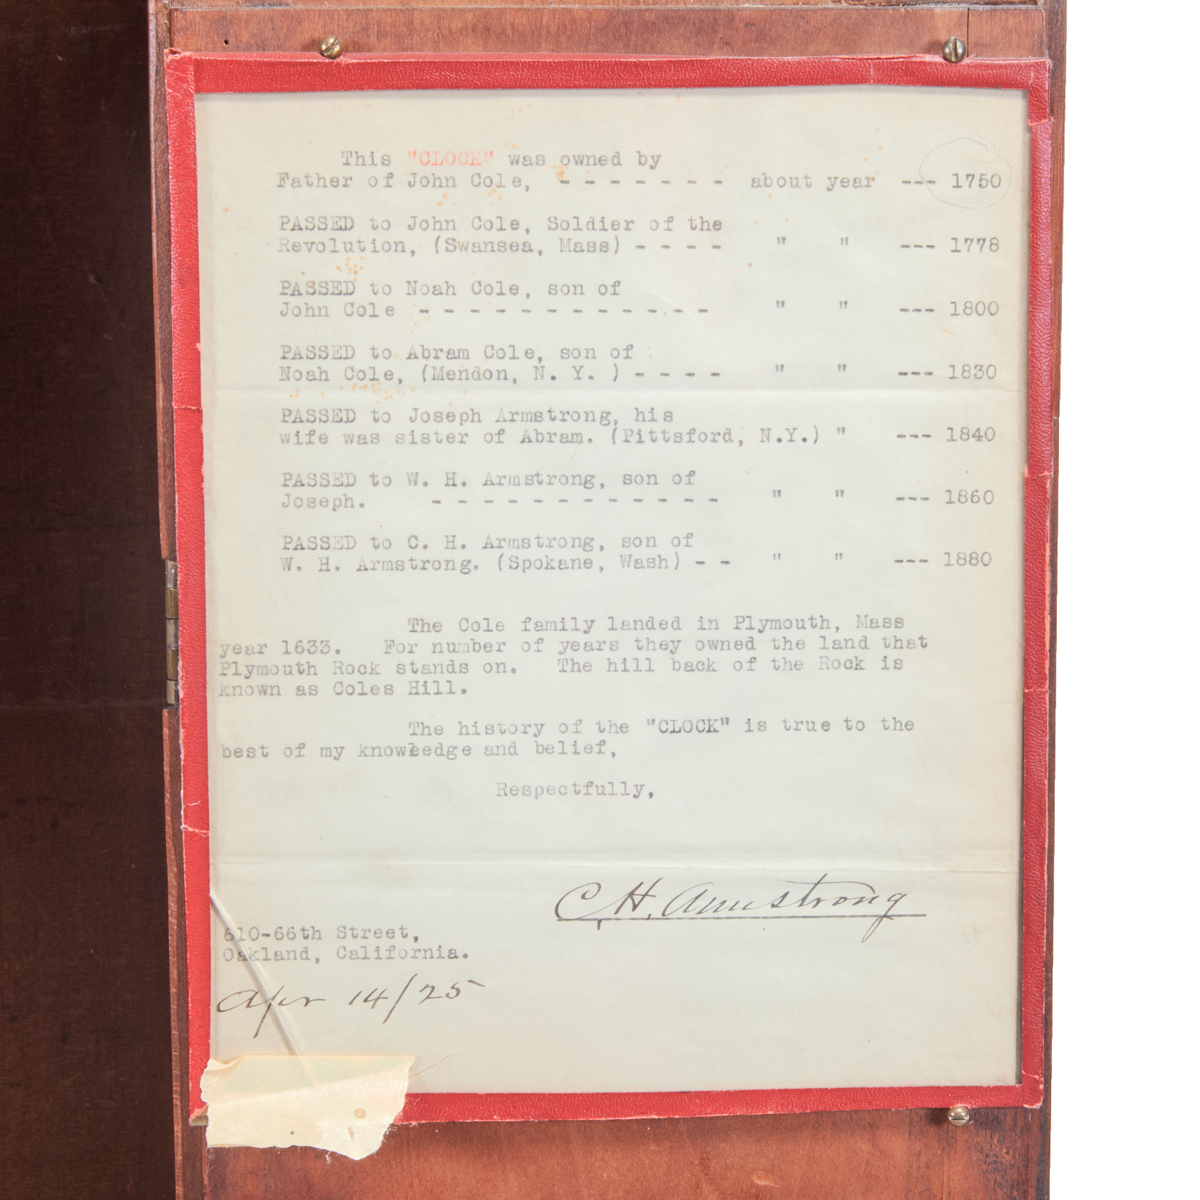 This "CLOCK" was owned by
Father of John Cole, - - - - - - - about year --- 1750
PASSED to John Cole, Soldier of the
Revolution, (Swansea, Mass) - - - - " " --- 1778
PASSED to Noah Cole, son of
John Cole - - - - - - - - - - - - - " " --- 1800
PASSED to Abram Cole, son of
Noah Cole, (Mendon, N. Y. ) - - - - " " --- 1830
PASSED to Joseph Armstrong, his
wife was sister of Abram. (Pittsford, N.Y.) " --- 1840
PASSED to W. H. Armstrong, son of
Joseph. - - - - - - - - - - - - - " " --- 1860
PASSED to C. H. Armstrong, son of
W. H. Armstrong. (Spokane, Wash) - - " " --- 1880
The Cole family landed in Plymouth, Mass
year 1633. For number of years they owned the land that
Plymouth Rock stands on. The hill back of the Rock is
known as Coles Hill.
The history of the "CLOCK" is true to the
best of my knowledge and belief,
Respectfully,
C. H. Armstrong
610-66th Street,
Oakland, California.
Apr 14/25